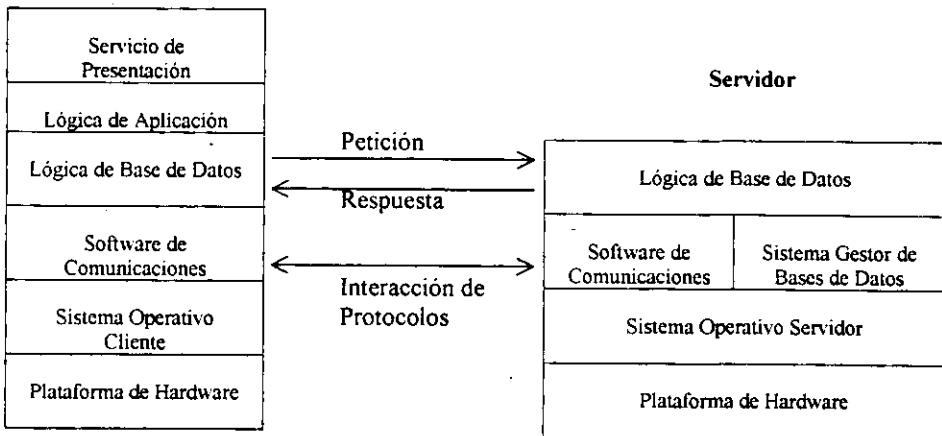 Servicio de
Presentación
Lógica de Aplicación
Lógica de Base de Datos
Software de
Comunicaciones
Sistema Operativo
Cliente
Plataforma de Hardware
Petición
Respuesta
Interacción de
Protocolos
Servidor
Lógica de Base de Datos
Software de
Comunicaciones
Sistema Gestor de
Bases de Datos
Sistema Operativo Servidor
Plataforma de Hardware